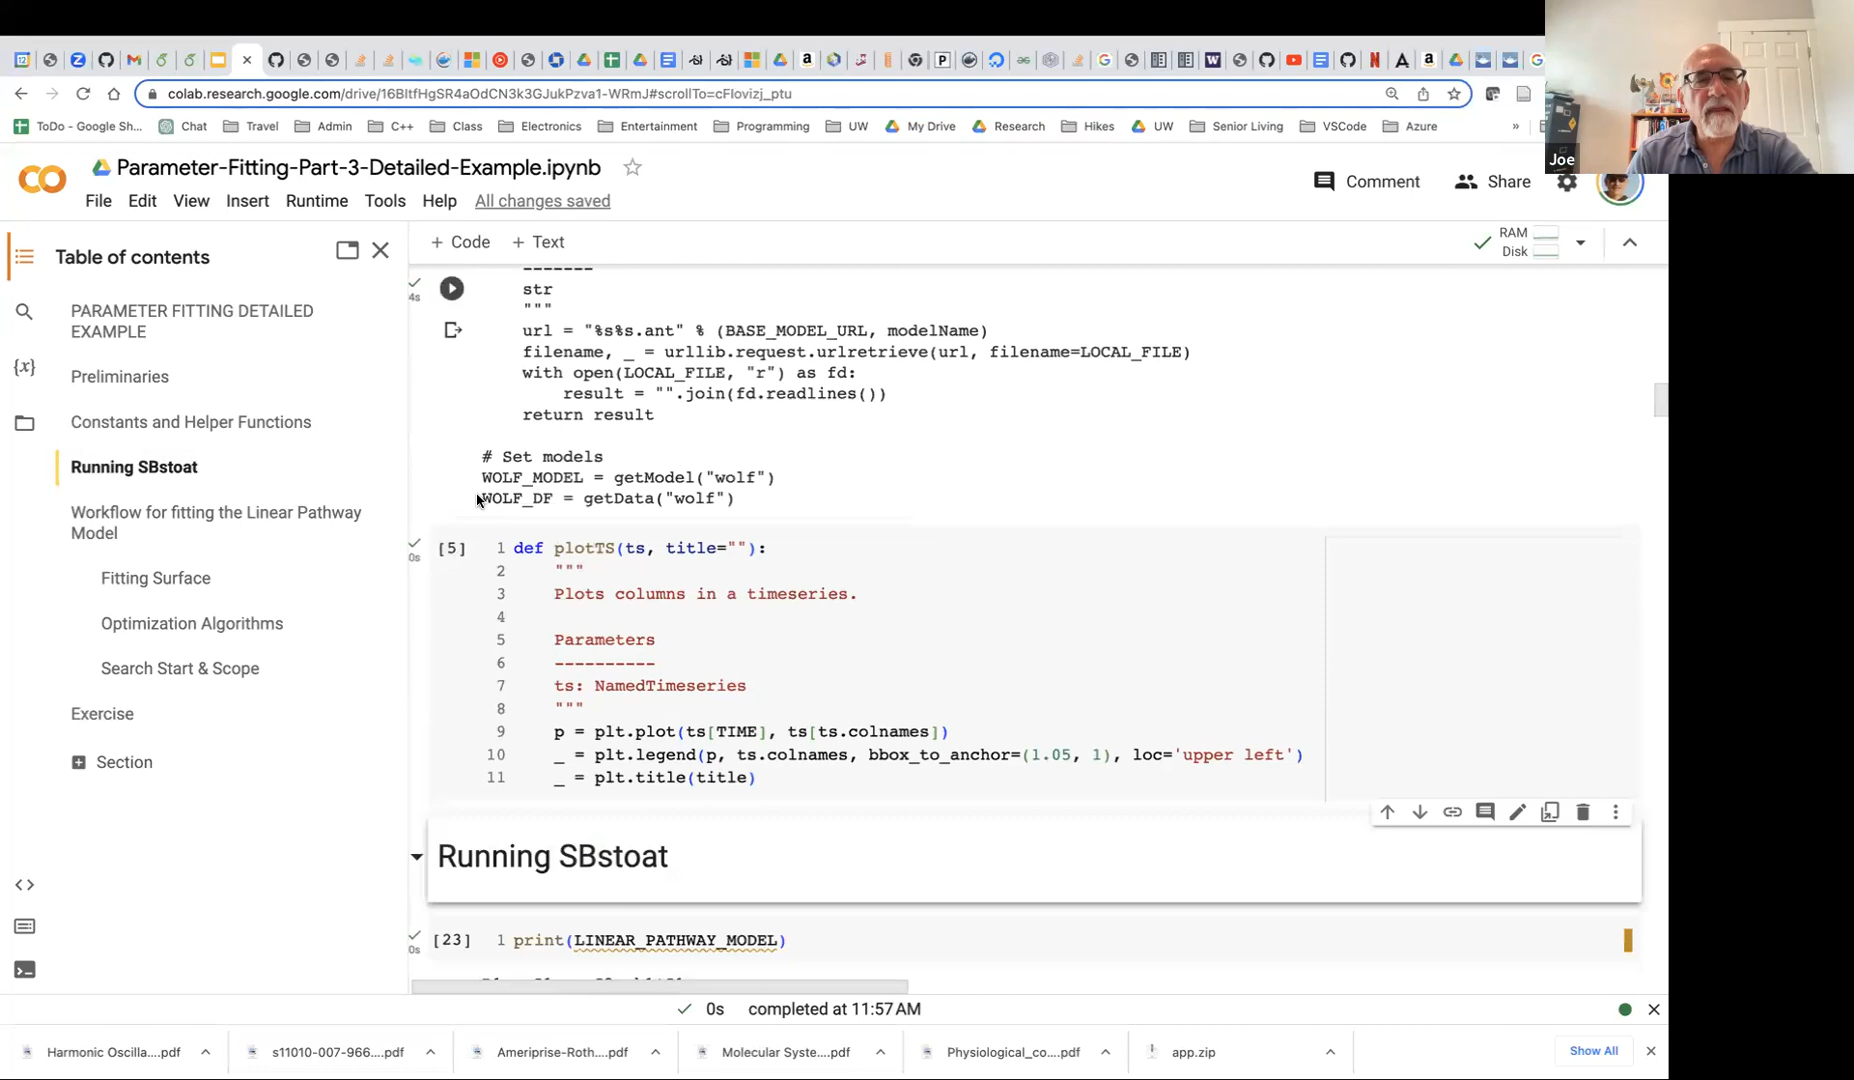 colab.research.google.com/drive/16BltfHgSR4aOdCN3k3GJukPzva1-WRmJ#scrollTo=cFIovizj_ptu
ToDo - Google Sh...
Chat
Travel
Admin
C++
Class
Electronics
Entertainment
Programming
UW
My Drive
Research
Hikes
UW
Senior Living
VSCode
Azure
»
Joe
Parameter-Fitting-Part-3-Detailed-Example.ipynb
Comment
Share
File Edit View Insert Runtime Tools Help All changes saved
Table of contents
+ Code + Text
RAM
Disk
PARAMETER FITTING DETAILED
EXAMPLE
Preliminaries
Constants and Helper Functions
Running SBstoat
Workflow for fitting the Linear Pathway
Model
Fitting Surface
Optimization Algorithms
Search Start & Scope
Exercise
Section
{x}
4s
-------
str
"""
url = "%s%s.ant" % (BASE_MODEL_URL, modelName)
filename, _ = urllib.request.urlretrieve(url, filename=LOCAL_FILE)
with open(LOCAL_FILE, "r") as fd:
result = "".join(fd.readlines())
return result
# Set models
WOLF_MODEL = getModel("wolf")
WOLF_DF = getData("wolf")
0s
[5]
1 def plotTS(ts, title=""):
2 """
3 Plots columns in a timeseries.
4
5 Parameters
6 ----------
7 ts: NamedTimeseries
8 """
9 p = plt.plot(ts[TIME], ts[ts.colnames])
10 _ = plt.legend(p, ts.colnames, bbox_to_anchor=(1.05, 1), loc='upper left')
11 _ = plt.title(title)
Running SBstoat
0s
[23] 1 print(LINEAR_PATHWAY_MODEL)
0s completed at 11:57 AM
Harmonic Oscilla....pdf
s11010-007-966....pdf
Ameriprise-Roth....pdf
Molecular Syste....pdf
Physiological_co....pdf
app.zip
Show All